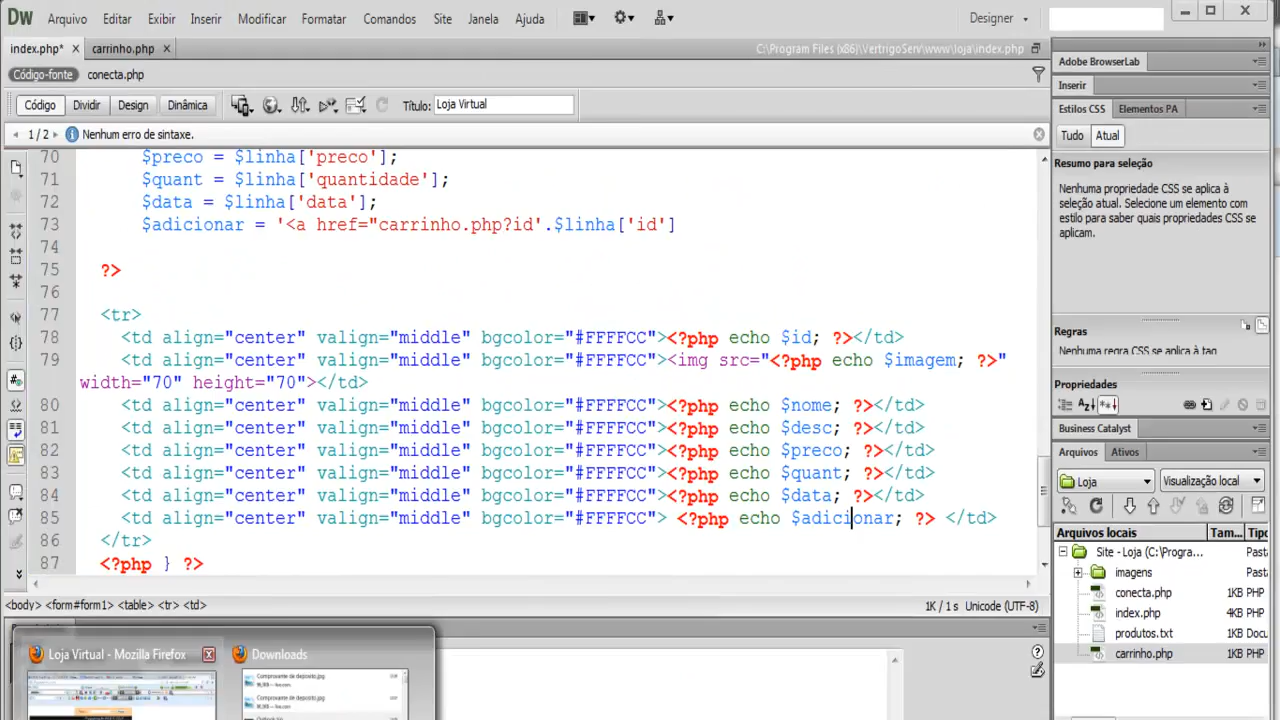 Dw Arquivo Editar Exibir Inserir Modificar Formatar Comandos Site Janela Ajuda Designer
index.php* carrinho.php C:\Program Files (x86)\VertrigoServ\www\loja\index.php
Código-fonte conecta.php
Código Dividir Design Dinâmica Título: Loja Virtual
1 / 2 Nenhum erro de sintaxe.
70 $preco = $linha['preco'];
71 $quant = $linha['quantidade'];
72 $data = $linha['data'];
73 $adicionar = '<a href="carrinho.php?id'.$linha['id']
74
75 ?>
76
77 <tr>
78 <td align="center" valign="middle" bgcolor="#FFFFCC"><?php echo $id; ?></td>
79 <td align="center" valign="middle" bgcolor="#FFFFCC"><img src="<?php echo $imagem; ?>"
width="70" height="70"></td>
80 <td align="center" valign="middle" bgcolor="#FFFFCC"><?php echo $nome; ?></td>
81 <td align="center" valign="middle" bgcolor="#FFFFCC"><?php echo $desc; ?></td>
82 <td align="center" valign="middle" bgcolor="#FFFFCC"><?php echo $preco; ?></td>
83 <td align="center" valign="middle" bgcolor="#FFFFCC"><?php echo $quant; ?></td>
84 <td align="center" valign="middle" bgcolor="#FFFFCC"><?php echo $data; ?></td>
85 <td align="center" valign="middle" bgcolor="#FFFFCC"> <?php echo $adicionar; ?> </td>
86 </tr>
87 <?php } ?>
<body> <form#form1> <table> <tr> <td> 1K / 1 s Unicode (UTF-8)
Loja Virtual - Mozilla Firefox Downloads
Comprovante de deposito.jpg
Adobe BrowserLab
Inserir
Estilos CSS Elementos PA
Tudo Atual
Resumo para seleção
Nenhuma propriedade CSS se aplica à
seleção atual. Selecione um elemento com
estilo para saber quais propriedades CSS se
aplicam.
Regras
Nenhuma regra CSS se aplica à tag
Propriedades
Business Catalyst
Arquivos Ativos
Loja Visualização local
Arquivos locais Tam... Tipo
Site - Loja (C:\Progra... Pasta
imagens Pasta
conecta.php 1KB PHP
index.php 4KB PHP
produtos.txt 1KB Docu
carrinho.php 1KB PHP